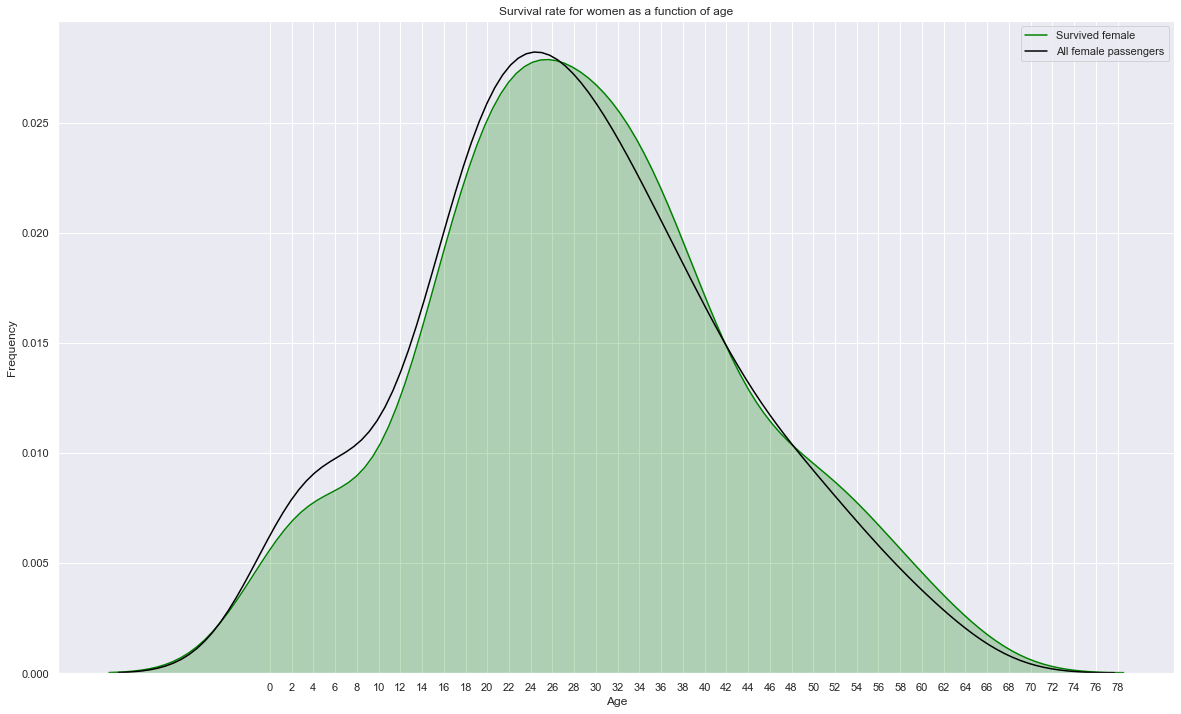 Survival rate for women as a function of age
Survived female
All female passengers
Frequency
0.025
0.020
0.015
0.010
0.005
0.000
0 2 4 6 8 10 12 14 16 18 20 22 24 26 28 30 32 34 36 38 40 42 44 46 48 50 52 54 56 58 60 62 64 66 68 70 72 74 76 78
Age